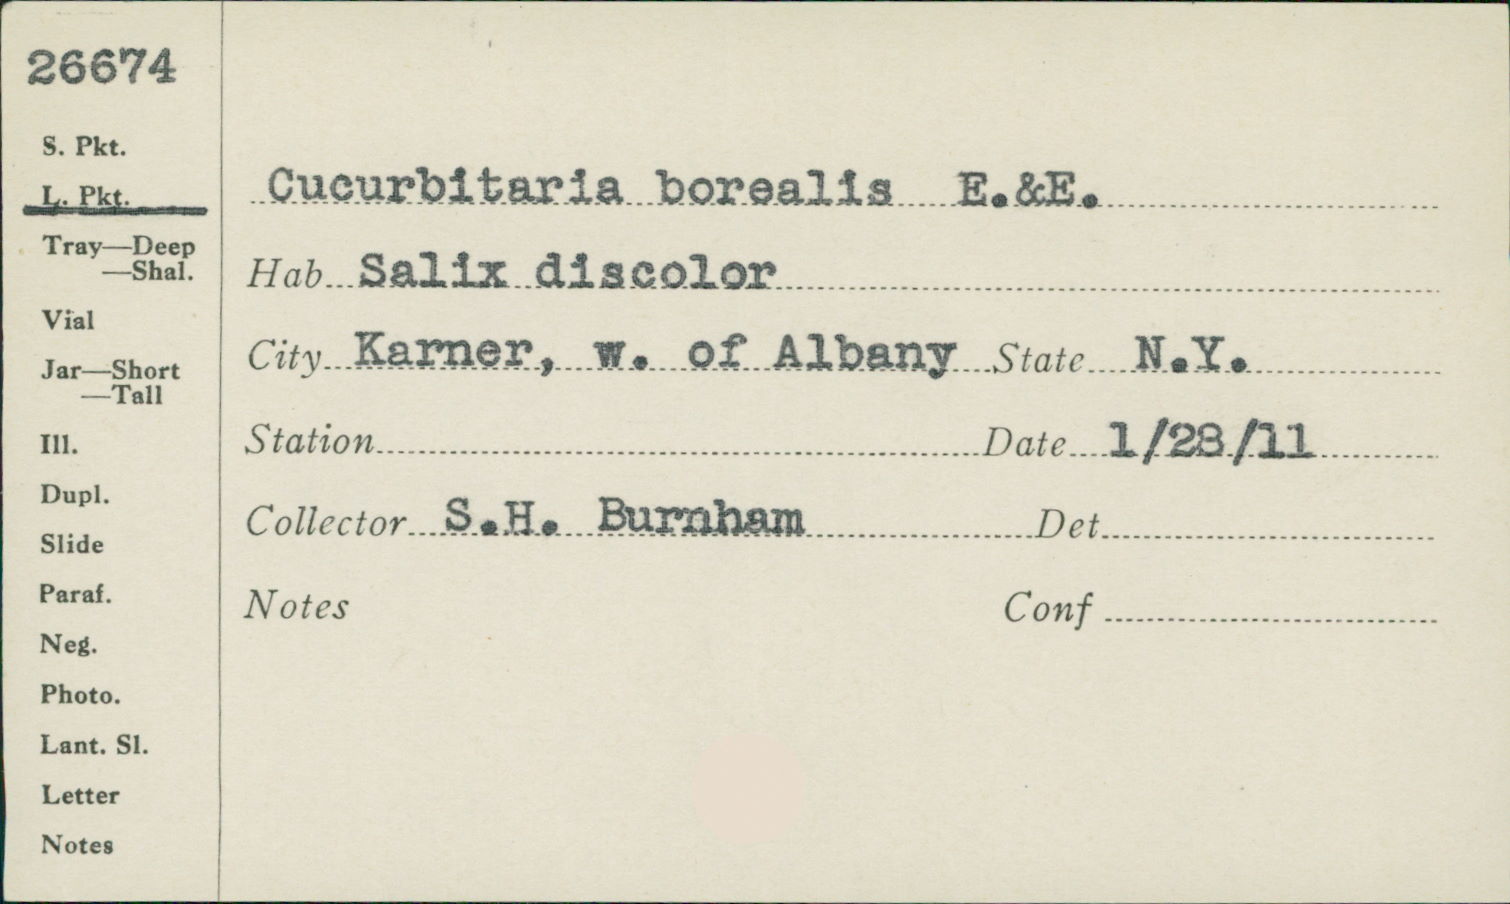 26674
S. Pkt.
L. Pkt.
Tray—Deep
—Shal.
Vial
Jar—Short
—Tall
Ill.
Dupl.
Slide
Paraf.
Neg.
Photo.
Lant. Sl.
Letter
Notes
Cucurbitaria borealis E.&E.
Hab Salix discolor
City Karner, w. of Albany State N.Y.
Station Date 1/28/11
Collector S.H. Burnham Det
Notes Conf